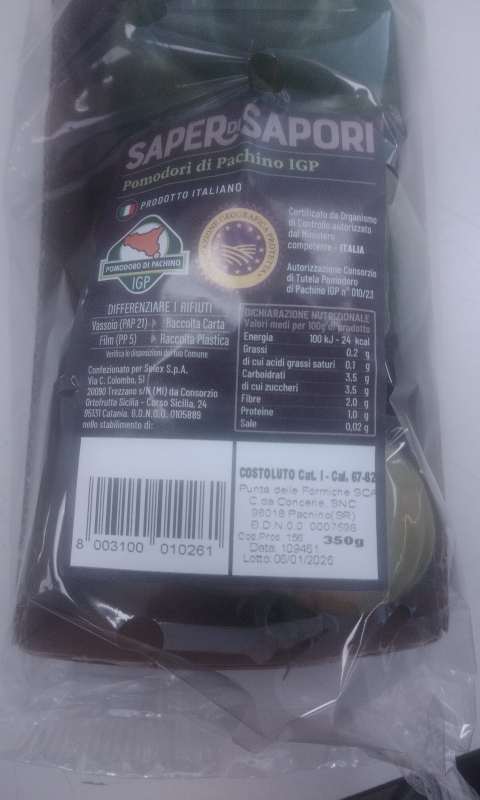 SAPER DI SAPORI
Pomodori di Pachino IGP
PRODOTTO ITALIANO
POMODORO DI PACHINO
IGP
GEOGRAFICA PROTETTA
Certificato da Organismo
di Controllo autorizzato
dal Ministero
competente - ITALIA
Autorizzazione Consorzio
di Tutela Pomodoro
di Pachino IGP n° 010/23
DIFFERENZIARE I RIFIUTI
Vassoio (PAP 21) Raccolta Carta
Film (PP 5) Raccolta Plastica
Verifica le disposizioni del tuo Comune
Confezionato per Selex S.p.A.
Via C. Colombo, 51
20090 Trezzano s/N (MI) da Consorzio
Ortofrutta Sicilia - Corso Sicilia, 24
95131 Catania. B.D.N.O.O. 0105889
nello stabilimento di:
DICHIARAZIONE NUTRIZIONALE
Valori medi per 100g di prodotto
Energia 100 kJ - 24 kcal
Grassi 0,2 g
di cui acidi grassi saturi 0,1 g
Carboidrati 3,5 g
di cui zuccheri 3,5 g
Fibre 2,0 g
Proteine 1,0 g
Sale 0,02 g
8 003100 010261
COSTOLUTO Cat. I - Cal. 67-82
Punta delle Formiche SCA
C.da Concerie, SNC
96018 Pachino(SR)
B.D.N.O.O. 0007598
Cod.Prod. 156 350g
Data: 109461
Lotto: 06/01/2026